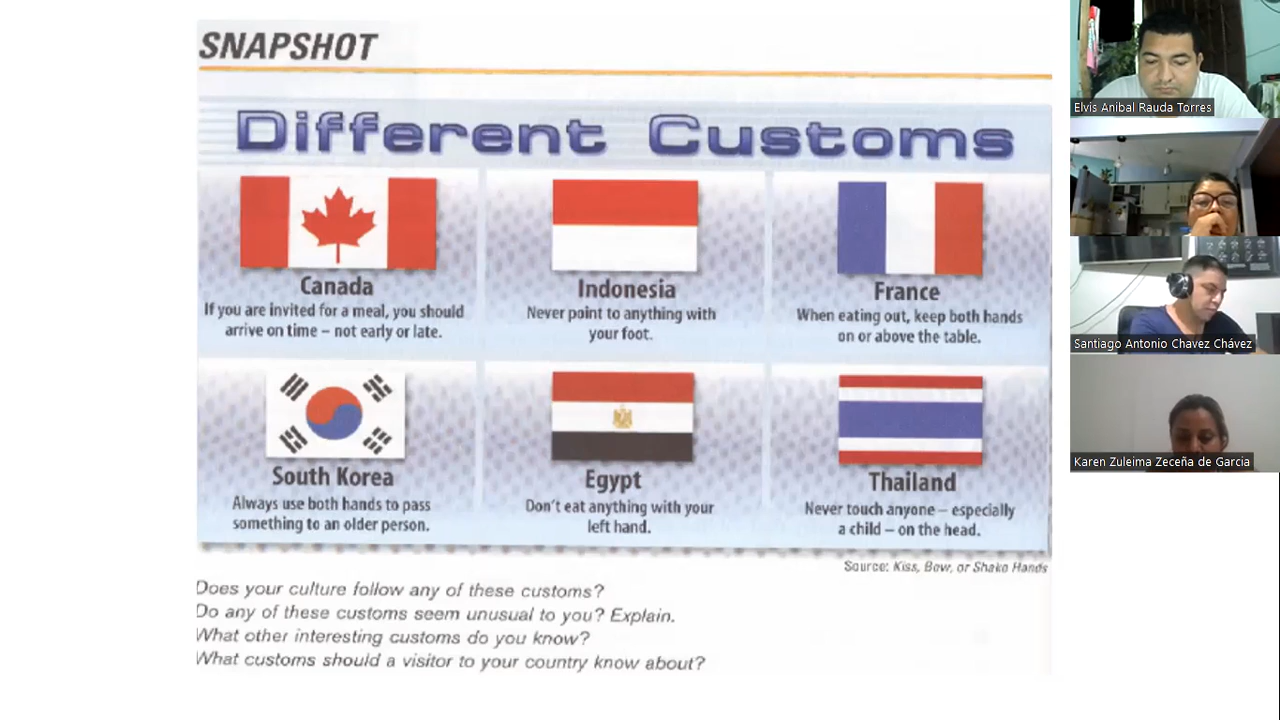 SNAPSHOT
Different Customs
Canada
If you are invited for a meal, you should
arrive on time – not early or late.
Indonesia
Never point to anything with
your foot.
France
When eating out, keep both hands
on or above the table.
South Korea
Always use both hands to pass
something to an older person.
Egypt
Don't eat anything with your
left hand.
Thailand
Never touch anyone – especially
a child – on the head.
Source: Kiss, Bow, or Shake Hands
Does your culture follow any of these customs?
Do any of these customs seem unusual to you? Explain.
What other interesting customs do you know?
What customs should a visitor to your country know about?
Elvis Anibal Rauda Torres
Santiago Antonio Chavez Chávez
Karen Zuleima Zeceña de Garcia